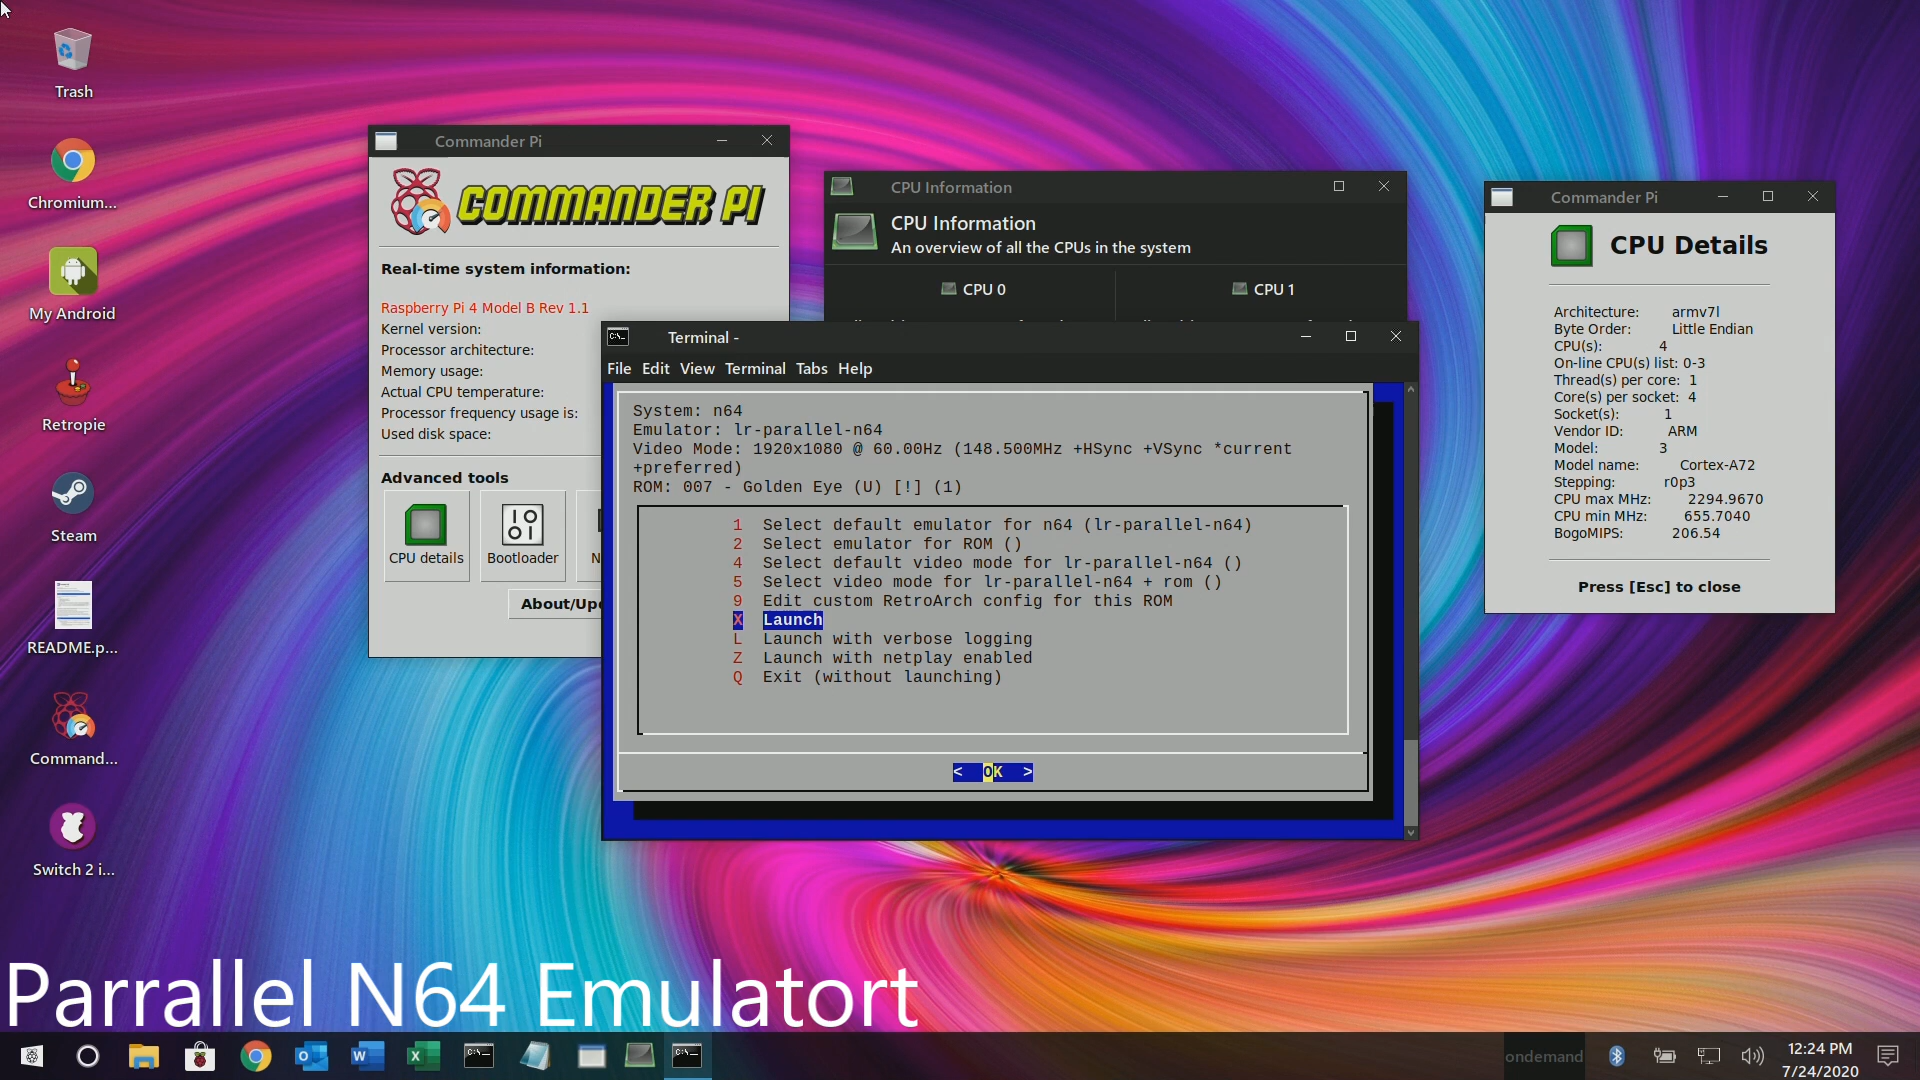 Trash
Chromium...
My Android
Retropie
Steam
README.p...
Command...
Switch 2 i...
Commander Pi
COMMANDER PI
Real-time system information:
Raspberry Pi 4 Model B Rev 1.1
Kernel version:
Processor architecture:
Memory usage:
Actual CPU temperature:
Processor frequency usage is:
Used disk space:
Advanced tools
CPU details
Bootloader
N
About/Up
CPU Information
CPU Information
An overview of all the CPUs in the system
CPU 0
CPU 1
Terminal -
File Edit View Terminal Tabs Help
System: n64
Emulator: lr-parallel-n64
Video Mode: 1920x1080 @ 60.00Hz (148.500MHz +HSync +VSync *current
+preferred)
ROM: 007 - Golden Eye (U) [!] (1)
1 Select default emulator for n64 (lr-parallel-n64)
2 Select emulator for ROM ()
4 Select default video mode for lr-parallel-n64 ()
5 Select video mode for lr-parallel-n64 + rom ()
9 Edit custom RetroArch config for this ROM
X Launch
L Launch with verbose logging
Z Launch with netplay enabled
Q Exit (without launching)
< OK >
Commander Pi
CPU Details
Architecture: armv7l
Byte Order: Little Endian
CPU(s): 4
On-line CPU(s) list: 0-3
Thread(s) per core: 1
Core(s) per socket: 4
Socket(s): 1
Vendor ID: ARM
Model: 3
Model name: Cortex-A72
Stepping: r0p3
CPU max MHz: 2294.9670
CPU min MHz: 655.7040
BogoMIPS: 206.54
Press [Esc] to close
Parrallel N64 Emulatort
ondemand
12:24 PM
7/24/2020